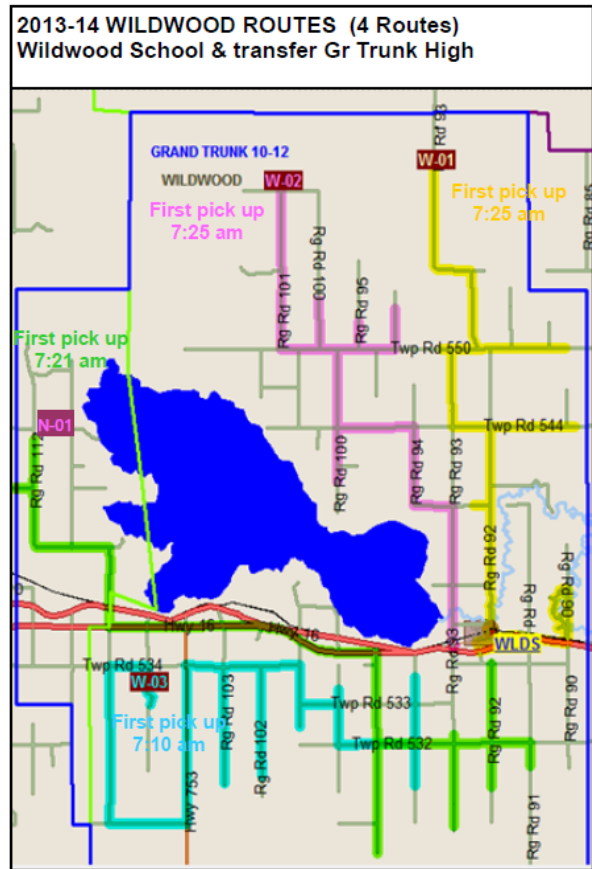 2013-14 WILDWOOD ROUTES (4 Routes)
Wildwood School & transfer Gr Trunk High
Rd 93
GRAND TRUNK 10-12
W-01
WILDWOOD
W-02
First pick up
7:25 am
First pick up
7:25 am
Rg Rd 85
Rg Rd 101
Rg Rd 100
Rg Rd 95
First pick up
7:21 am
Twp Rd 550
N-01
Rg Rd 112
Twp Rd 544
Rg Rd 100
Rg Rd 94
Rg Rd 93
Rg Rd 92
Rg Rd 90
Hwy 16
Hwy 16
WLDS
Rg Rd 93
Twp Rd 534
W-03
Rg Rd 103
Rg Rd 102
Twp Rd 533
Rg Rd 92
Rg Rd 90
First pick up
7:10 am
Twp Rd 532
Hwy 753
Rg Rd 91